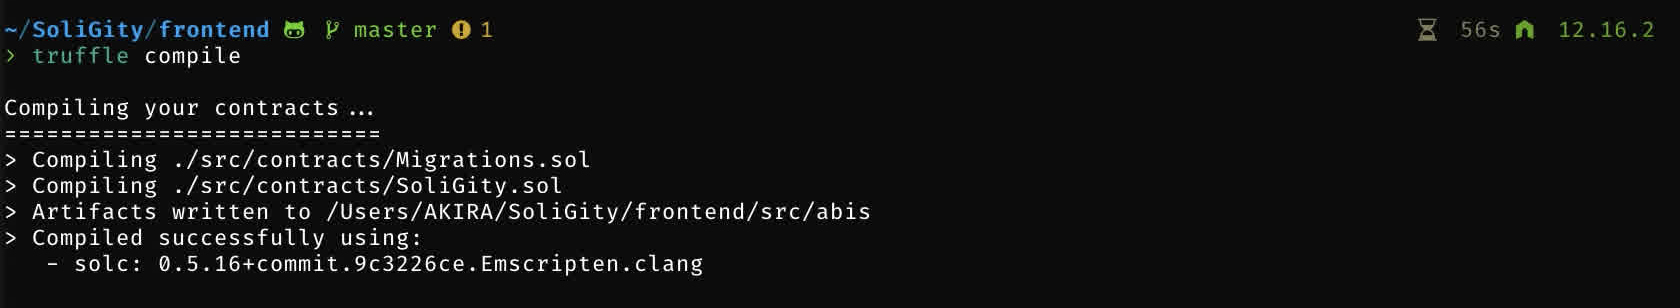 ~/SoliGity/frontend master ! 1 56s 12.16.2
> truffle compile
Compiling your contracts...
===========================
> Compiling ./src/contracts/Migrations.sol
> Compiling ./src/contracts/SoliGity.sol
> Artifacts written to /Users/AKIRA/SoliGity/frontend/src/abis
> Compiled successfully using:
- solc: 0.5.16+commit.9c3226ce.Emscripten.clang